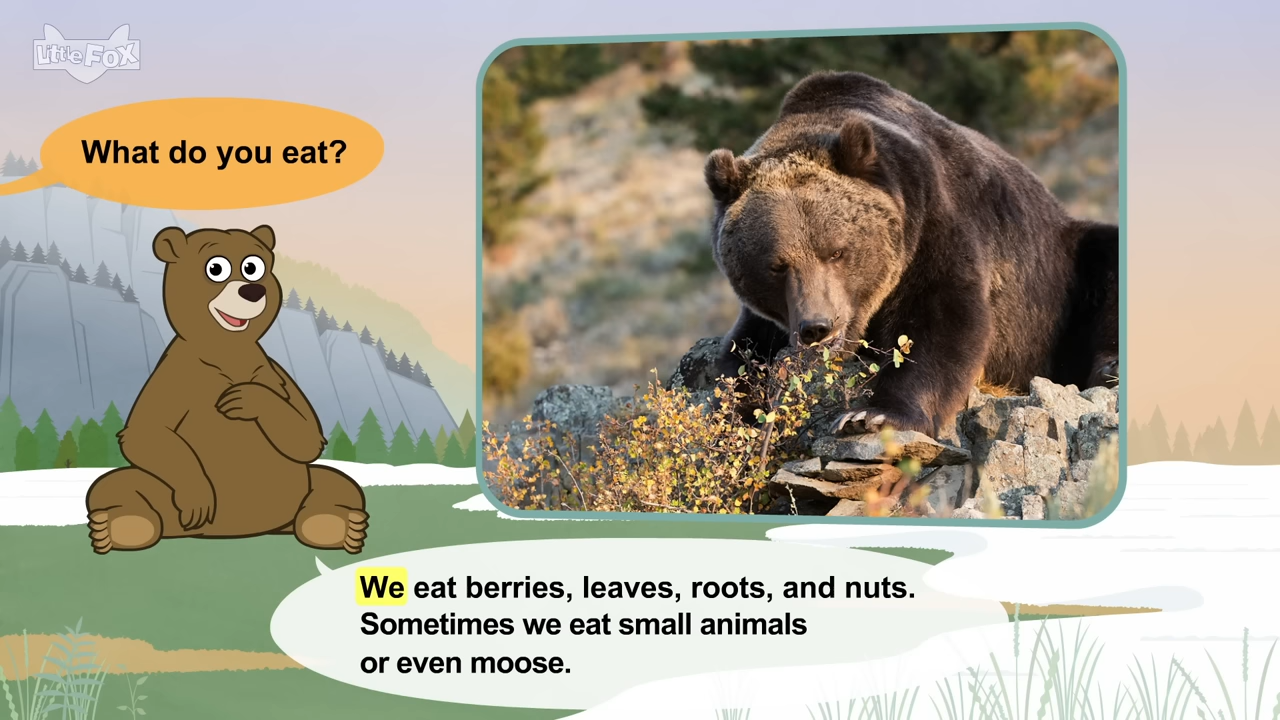 Little Fox
What do you eat?
We eat berries, leaves, roots, and nuts.
Sometimes we eat small animals
or even moose.